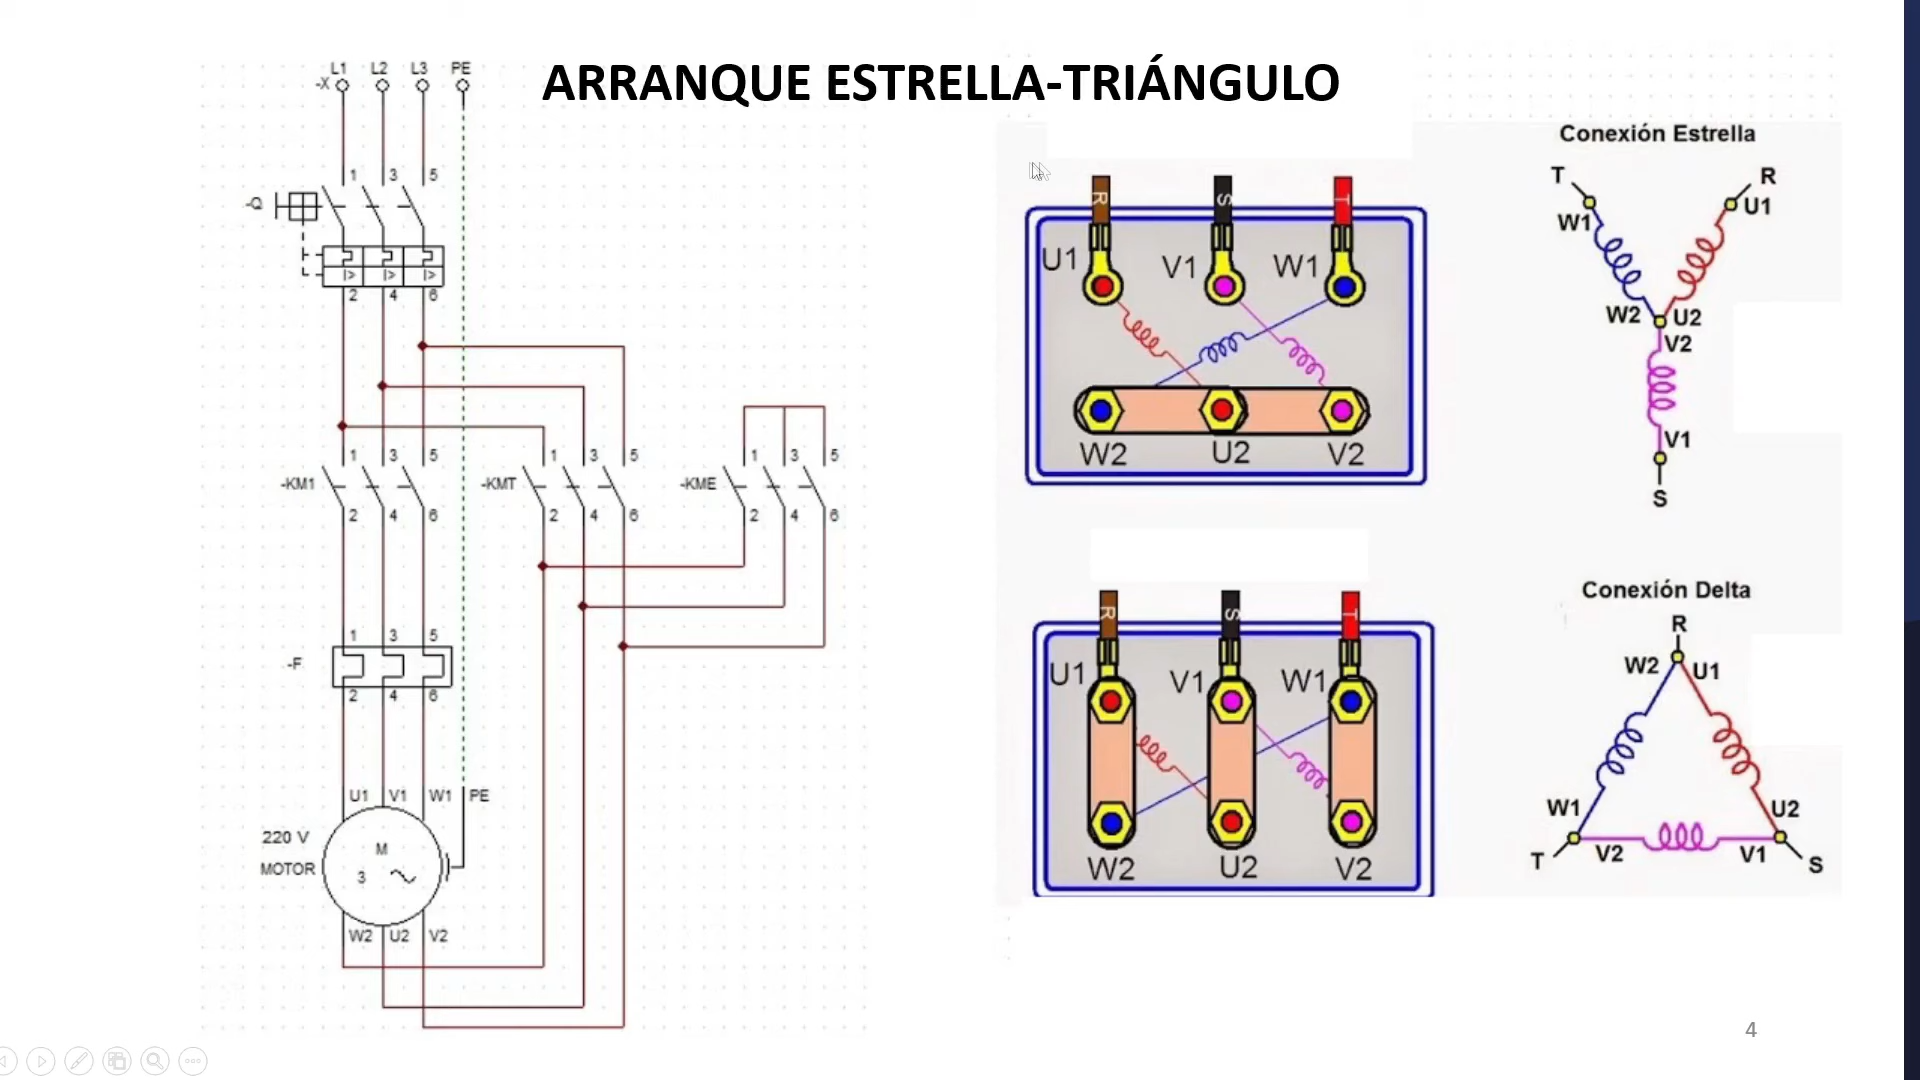 ARRANQUE ESTRELLA-TRIÁNGULO
L1 L2 L3 PE
-X
1 3 5
-Q
I> I> I>
2 4 6
1 3 5 1 3 5 1 3 5
-KM1 -KMT -KME
2 4 6 2 4 6 2 4 6
1 3 5
-F
2 4 6
U1 V1 W1 PE
220 V
MOTOR
M
3
W2 U2 V2
R S T
U1 V1 W1
W2 U2 V2
R S T
U1 V1 W1
W2 U2 V2
Conexión Estrella
T R
W1 U1
W2 U2
V2
V1
S
Conexión Delta
R
W2 U1
W1 U2
T V2 V1 S
4